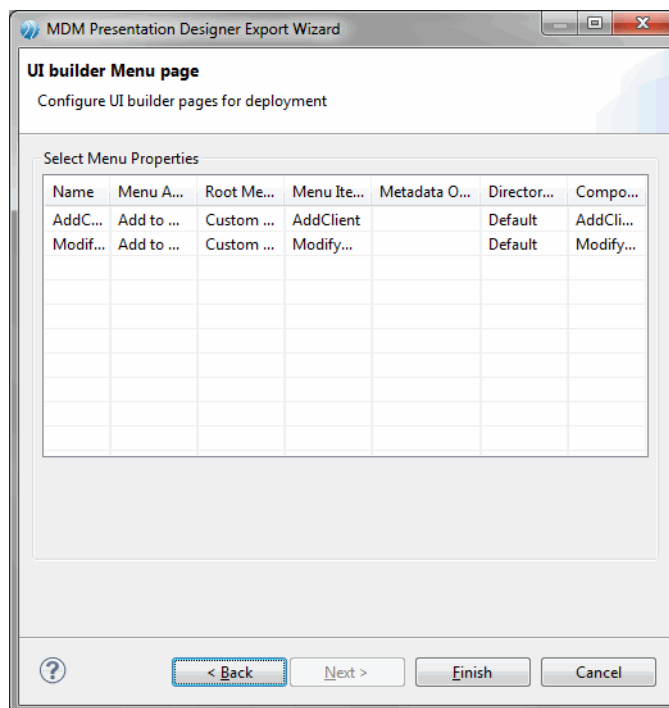 MDM Presentation Designer Export Wizard
UI builder Menu page
Configure UI builder pages for deployment
Select Menu Properties
Name Menu A... Root Me... Menu Ite... Metadata O... Director... Compo...
AddC... Add to ... Custom ... AddClient Default AddCli...
Modif... Add to ... Custom ... Modify... Default Modify...
? < Back Next > Finish Cancel